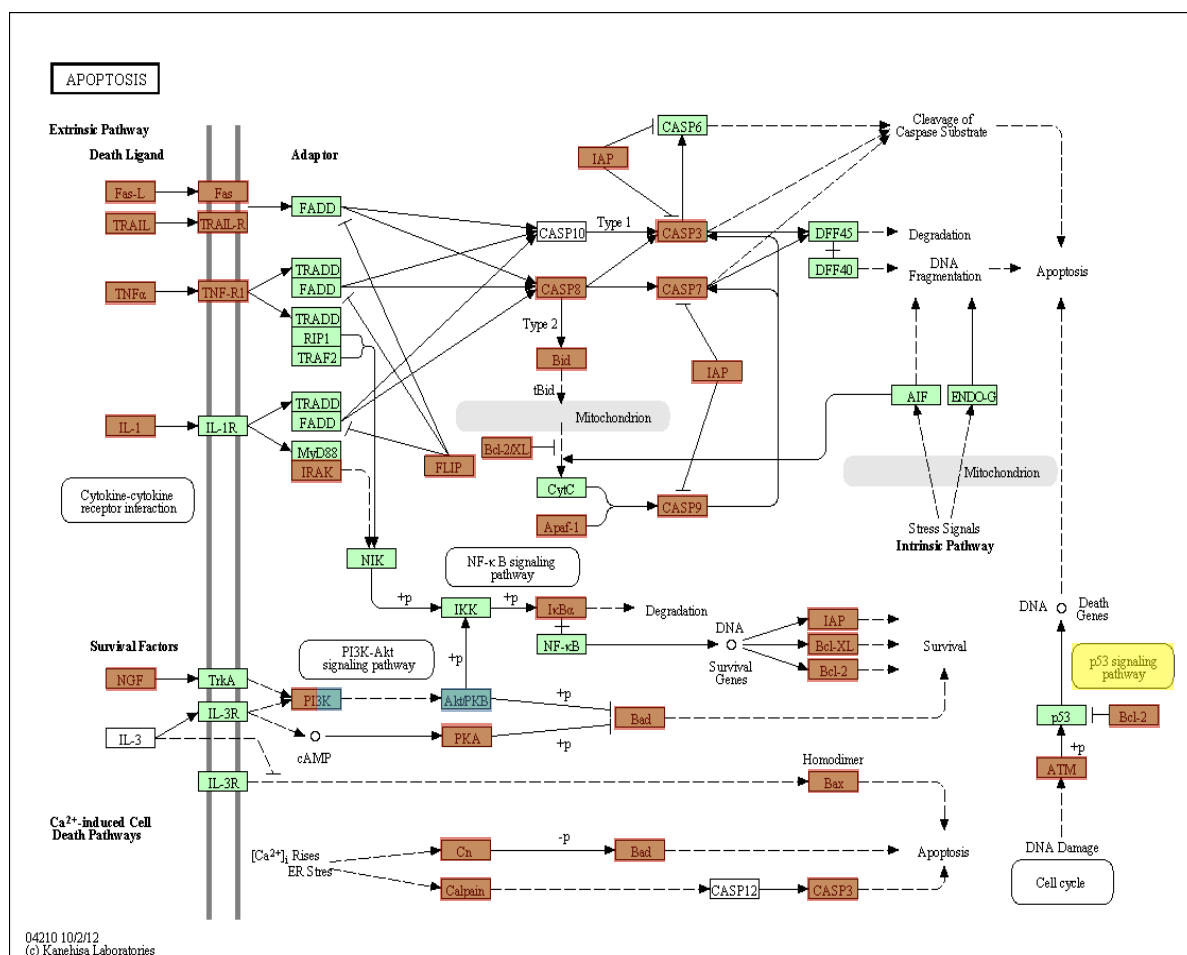 APOPTOSIS
Extrinsic Pathway
Death Ligand
Adaptor
CASP6
Cleavage of
Caspase Substrate
IAP
Fas-L
Fas
FADD
TRAIL
TRAIL-R
CASP10
Type 1
CASP3
DFF45
Degradation
DFF40
DNA
Fragmentation
Apoptosis
TRADD
FADD
TNFα
TNF-R1
CASP8
CASP7
TRADD
RIP1
TRAF2
Type 2
Bid
IAP
tBid
AIF
ENDO-G
TRADD
FADD
IL-1
IL-1R
Mitochondrion
MyD88
IRAK
FLIP
Bcl-2/XL
Mitochondrion
CytC
Cytokine-cytokine
receptor interaction
Apaf-1
CASP9
Stress Signals
Intrinsic Pathway
NIK
NF-κB signaling
pathway
+p
IKK
+p
IκBα
Degradation
DNA
IAP
DNA
Death
Genes
NF-κB
Bcl-XL
Survival
Survival
Genes
Bcl-2
Survival Factors
PI3K-Akt
signaling pathway
+p
p53 signaling
pathway
NGF
TrkA
PI3K
Akt/PKB
+p
IL-3R
Bad
p53
Bcl-2
IL-3
cAMP
PKA
+p
+p
Homodimer
ATM
IL-3R
Bax
Ca2+-induced Cell
Death Pathways
DNA Damage
[Ca2+]i Rises
ER Stres
Cn
-p
Bad
Apoptosis
Calpain
CASP12
CASP3
Cell cycle
04210 10/2/12
(c) Kanehisa Laboratories